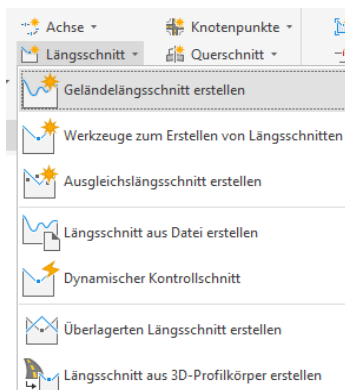 Achse Knotenpunkte
Längsschnitt Querschnitt
Geländelängsschnitt erstellen
Werkzeuge zum Erstellen von Längsschnitten
Ausgleichslängsschnitt erstellen
Längsschnitt aus Datei erstellen
Dynamischer Kontrollschnitt
Überlagerten Längsschnitt erstellen
Längsschnitt aus 3D-Profilkörper erstellen